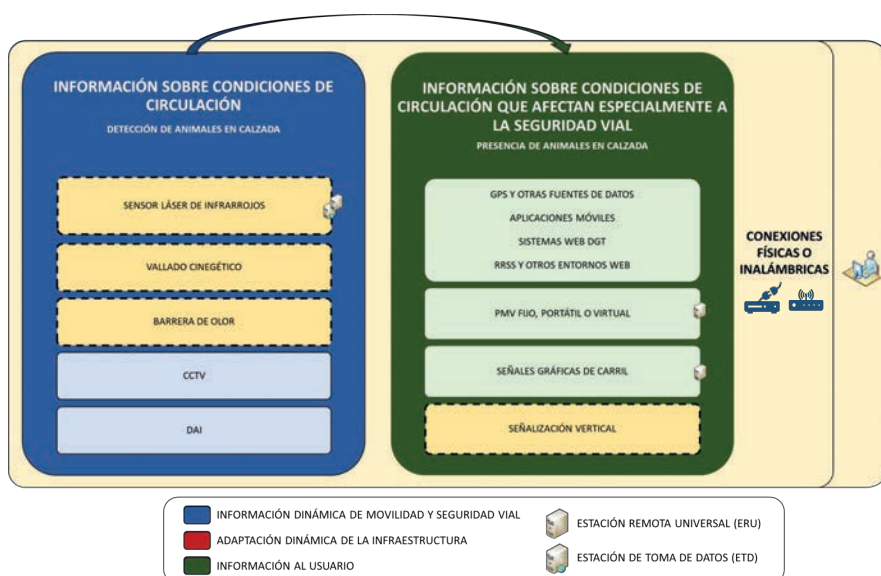 INFORMACIÓN SOBRE CONDICIONES DE
CIRCULACIÓN
DETECCIÓN DE ANIMALES EN CALZADA
SENSOR LÁSER DE INFRARROJOS
VALLADO CINEGÉTICO
BARRERA DE OLOR
CCTV
DAI
INFORMACIÓN SOBRE CONDICIONES DE
CIRCULACIÓN QUE AFECTAN ESPECIALMENTE A
LA SEGURIDAD VIAL
PRESENCIA DE ANIMALES EN CALZADA
GPS Y OTRAS FUENTES DE DATOS
APLICACIONES MÓVILES
SISTEMAS WEB DGT
RRSS Y OTROS ENTORNOS WEB
PMV FIJO, PORTÁTIL O VIRTUAL
SEÑALES GRÁFICAS DE CARRIL
SEÑALIZACIÓN VERTICAL
CONEXIONES
FÍSICAS O
INALÁMBRICAS
INFORMACIÓN DINÁMICA DE MOVILIDAD Y SEGURIDAD VIAL
ADAPTACIÓN DINÁMICA DE LA INFRAESTRUCTURA
INFORMACIÓN AL USUARIO
ESTACIÓN REMOTA UNIVERSAL (ERU)
ESTACIÓN DE TOMA DE DATOS (ETD)